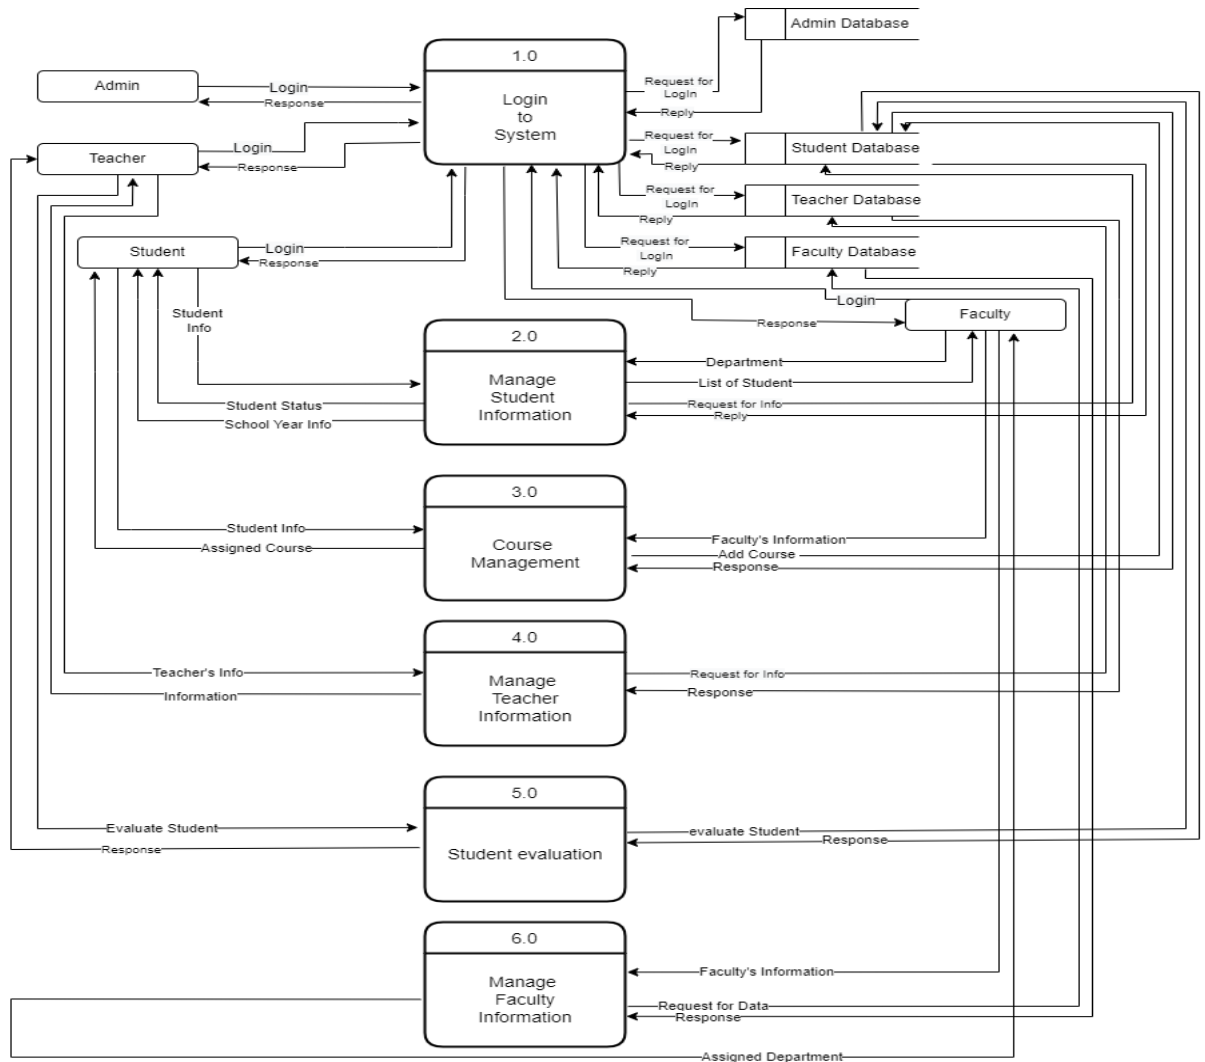 Admin Database
1.0
Admin
Login
Response
Login
to
System
Request for
LogIn
Reply
Teacher
Login
Response
Request for
LogIn
Reply
Student Database
Request for
LogIn
Reply
Teacher Database
Student
Login
Response
Request for
LogIn
Reply
Faculty Database
Login
Faculty
Response
Student
Info
2.0
Manage
Student
Information
Department
List of Student
Request for Info
Reply
Student Status
School Year Info
3.0
Course
Management
Student Info
Assigned Course
Faculty's Information
Add Course
Response
4.0
Manage
Teacher
Information
Teacher's Info
Information
Request for Info
Response
5.0
Student evaluation
Evaluate Student
Response
evaluate Student
Response
6.0
Manage
Faculty
Information
Faculty's Information
Request for Data
Response
Assigned Department